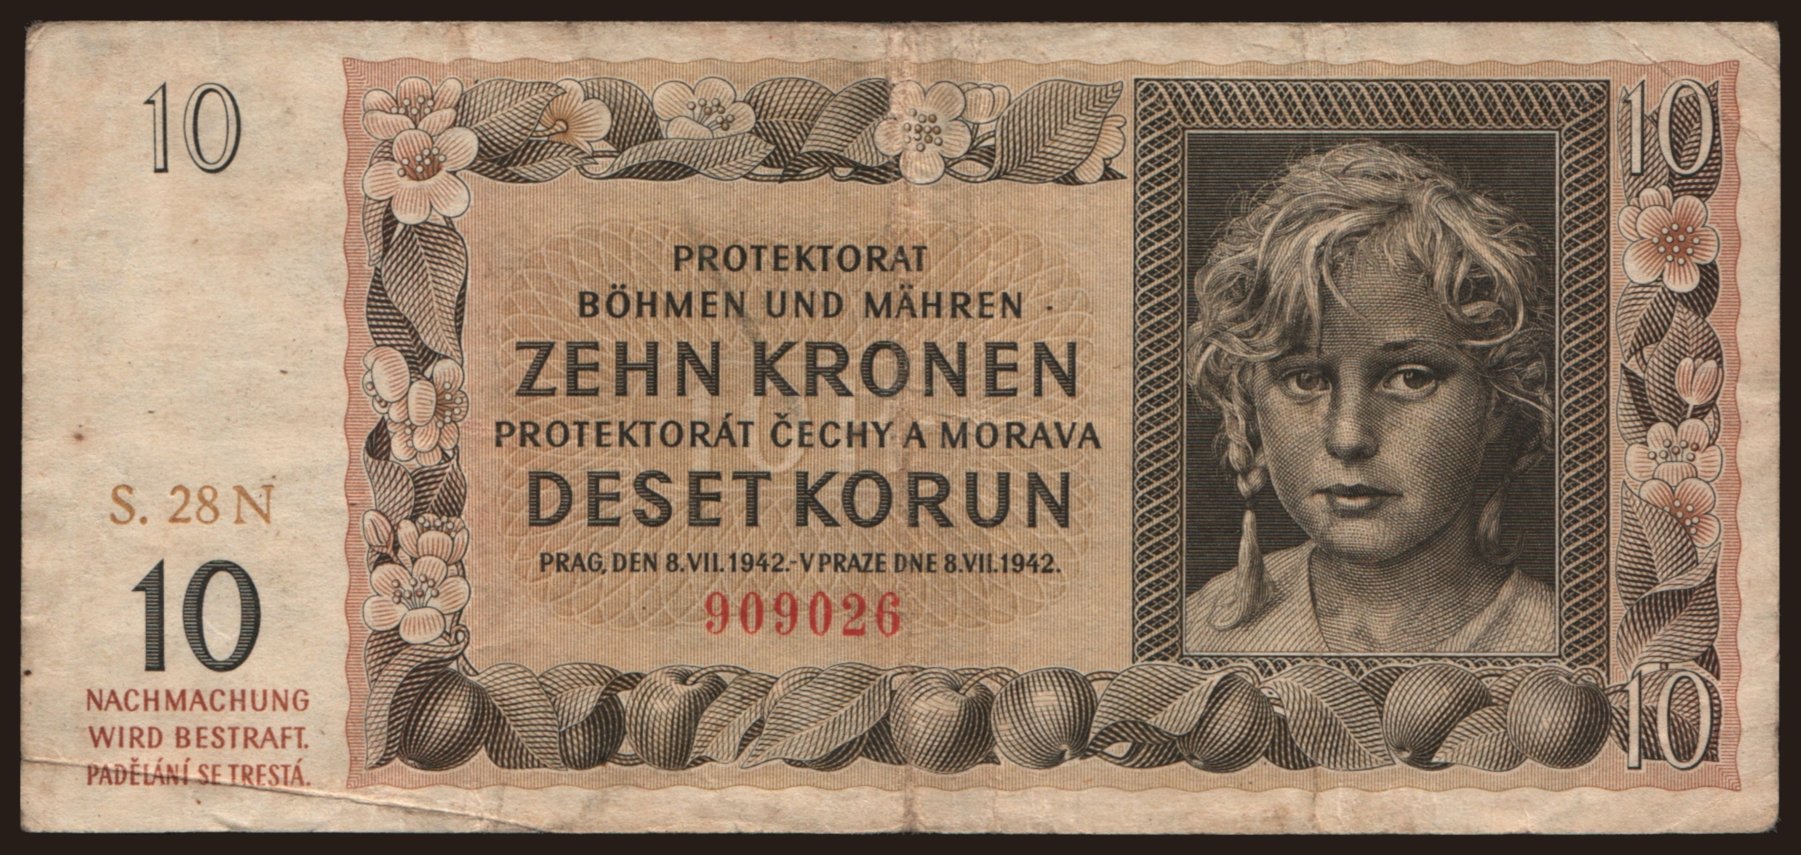 10
10
PROTEKTORAT
BÖHMEN UND MÄHREN
ZEHN KRONEN
PROTEKTORÁT ČECHY A MORAVA
DESET KORUN
S. 28 N
PRAG, DEN 8.VII.1942.-V PRAZE DNE 8.VII.1942.
10
909026
NACHMACHUNG
WIRD BESTRAFT.
PADĚLÁNÍ SE TRESTÁ.
10